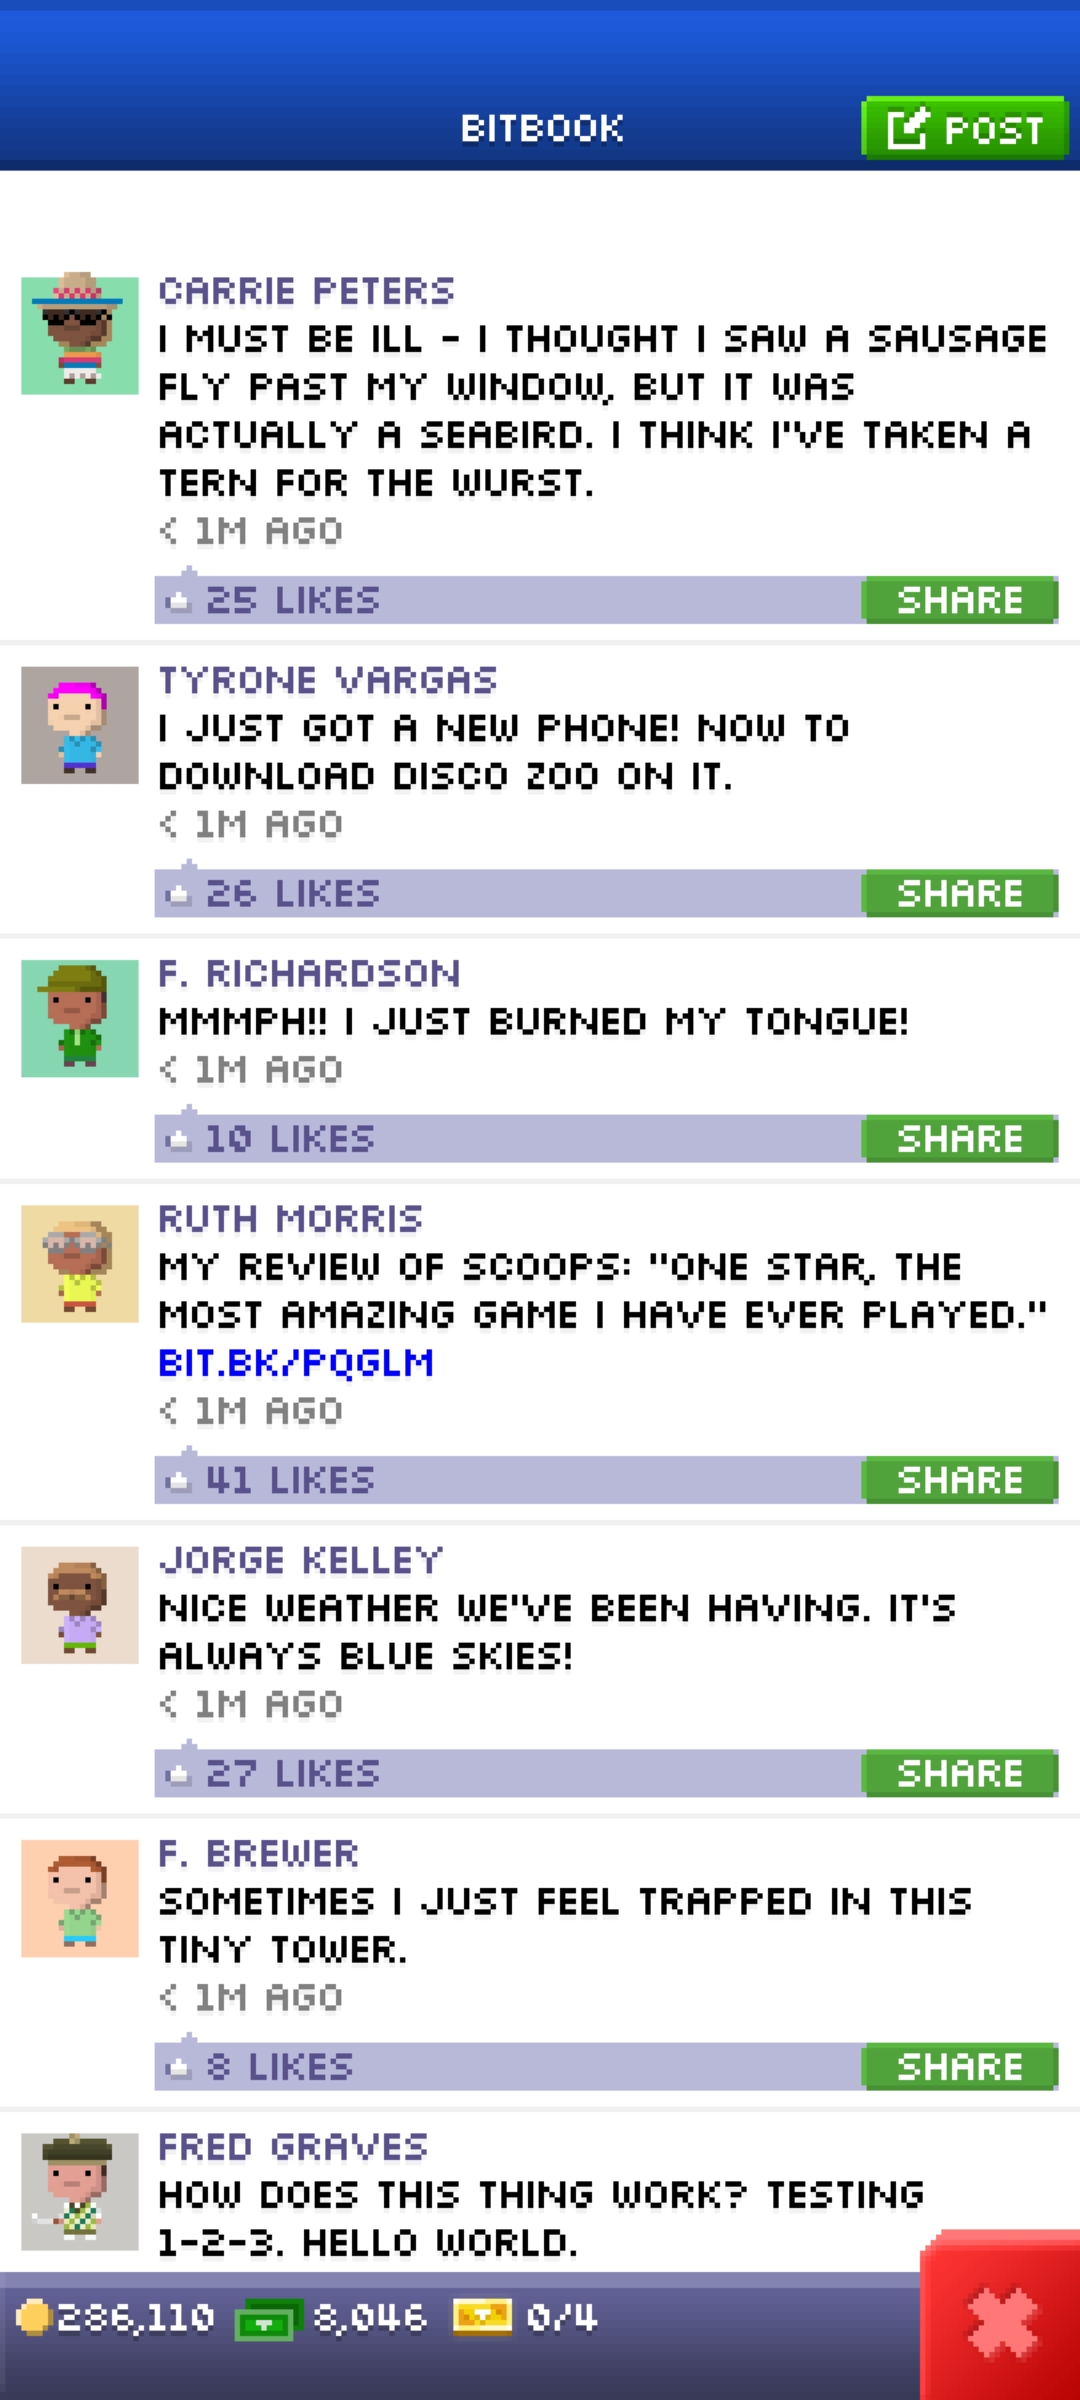 BITBOOK
POST
CARRIE PETERS
I MUST BE ILL - I THOUGHT I SAW A SAUSAGE
FLY PAST MY WINDOW, BUT IT WAS
ACTUALLY A SEABIRD. I THINK I'VE TAKEN A
TERN FOR THE WURST.
< 1M AGO
25 LIKES
SHARE
TYRONE VARGAS
I JUST GOT A NEW PHONE! NOW TO
DOWNLOAD DISCO ZOO ON IT.
< 1M AGO
26 LIKES
SHARE
F. RICHARDSON
MMMPH!! I JUST BURNED MY TONGUE!
< 1M AGO
10 LIKES
SHARE
RUTH MORRIS
MY REVIEW OF SCOOPS: "ONE STAR, THE
MOST AMAZING GAME I HAVE EVER PLAYED."
BIT.BK/PQGLM
< 1M AGO
41 LIKES
SHARE
JORGE KELLEY
NICE WEATHER WE'VE BEEN HAVING. IT'S
ALWAYS BLUE SKIES!
< 1M AGO
27 LIKES
SHARE
F. BREWER
SOMETIMES I JUST FEEL TRAPPED IN THIS
TINY TOWER.
< 1M AGO
8 LIKES
SHARE
FRED GRAVES
HOW DOES THIS THING WORK? TESTING
1-2-3. HELLO WORLD.
286,110
8,046
0/4